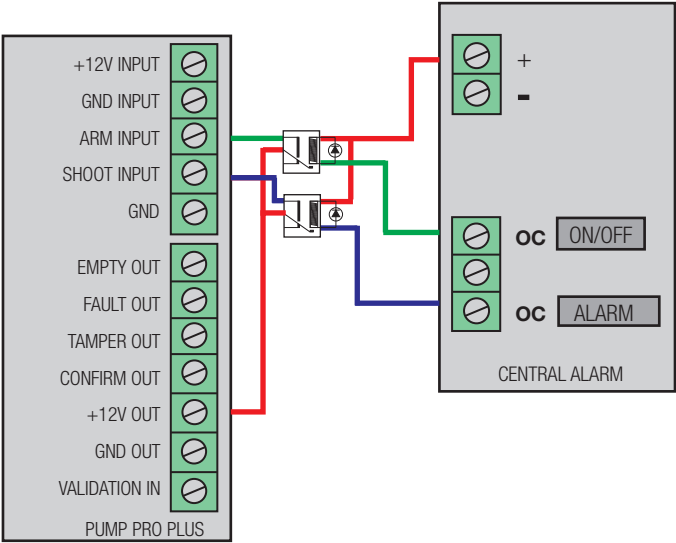 +12V INPUT
GND INPUT
ARM INPUT
SHOOT INPUT
GND
EMPTY OUT
FAULT OUT
TAMPER OUT
CONFIRM OUT
+12V OUT
GND OUT
VALIDATION IN
PUMP PRO PLUS
+
-
OC ON/OFF
OC ALARM
CENTRAL ALARM